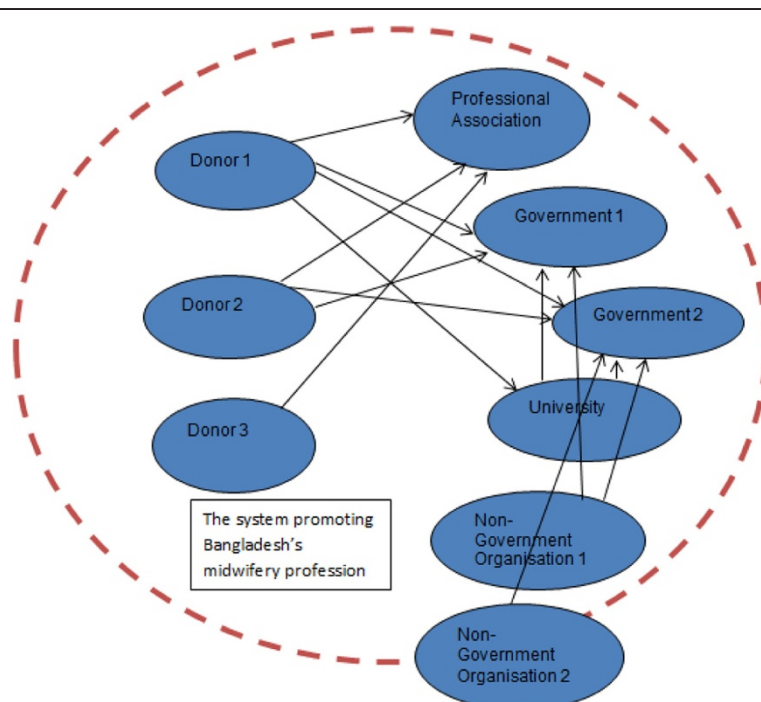 Professional
Association
Donor 1
Government 1
Donor 2
Government 2
University
Donor 3
The system promoting
Bangladesh's
midwifery profession
Non-
Government
Organisation 1
Non-
Government
Organisation 2